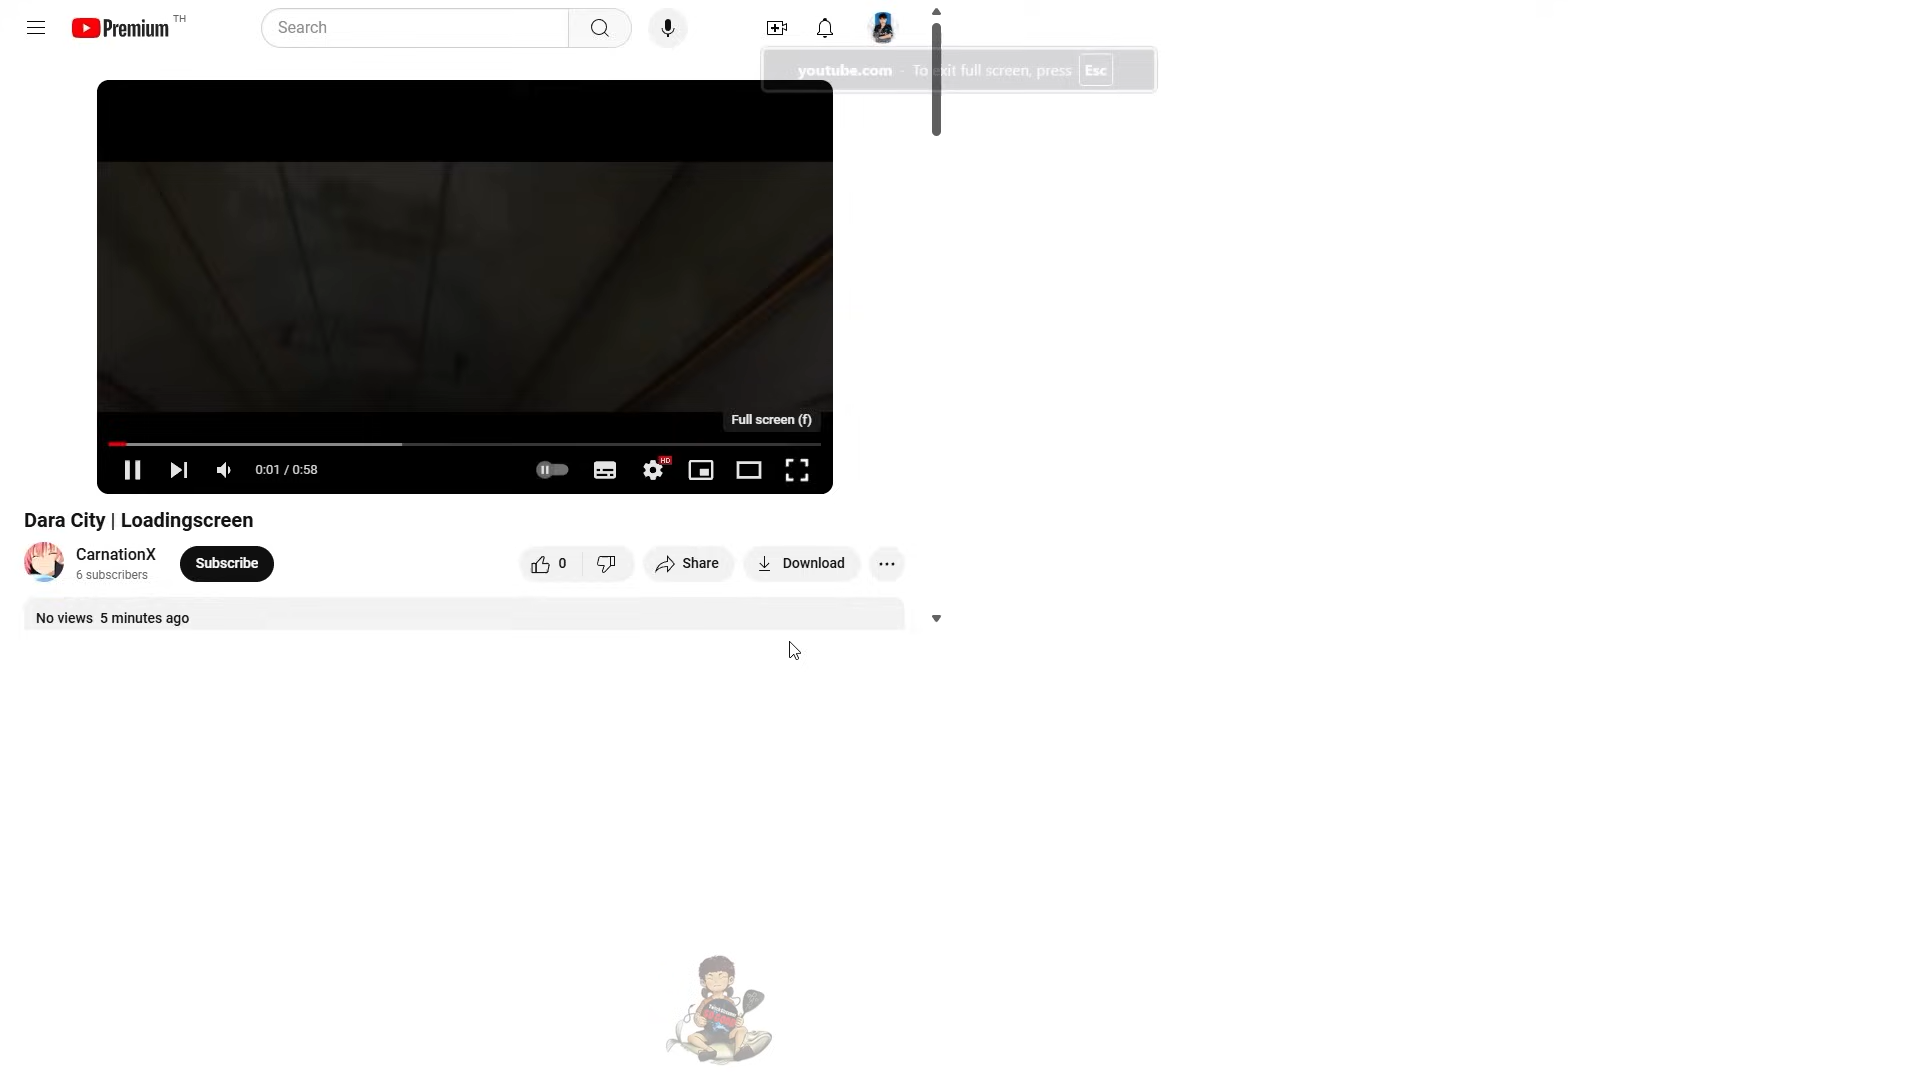 Premium TH
Search
youtube.com - To exit full screen, press Esc
Full screen (f)
0:01 / 0:58
HD
Dara City | Loadingscreen
CarnationX
6 subscribers
Subscribe
0
Share
Download
No views 5 minutes ago